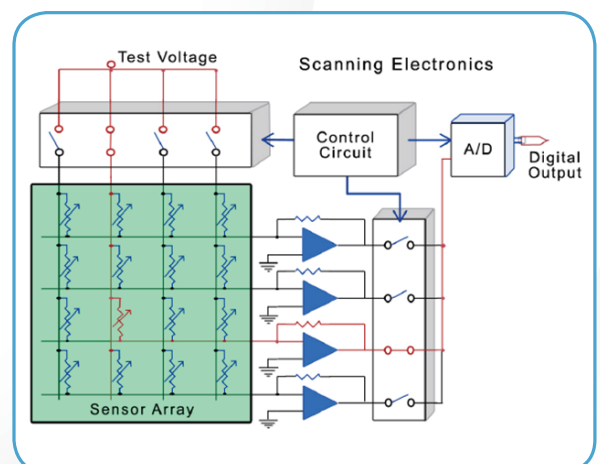 Test Voltage
Scanning Electronics
Control
Circuit
A/D
Digital
Output
Sensor Array